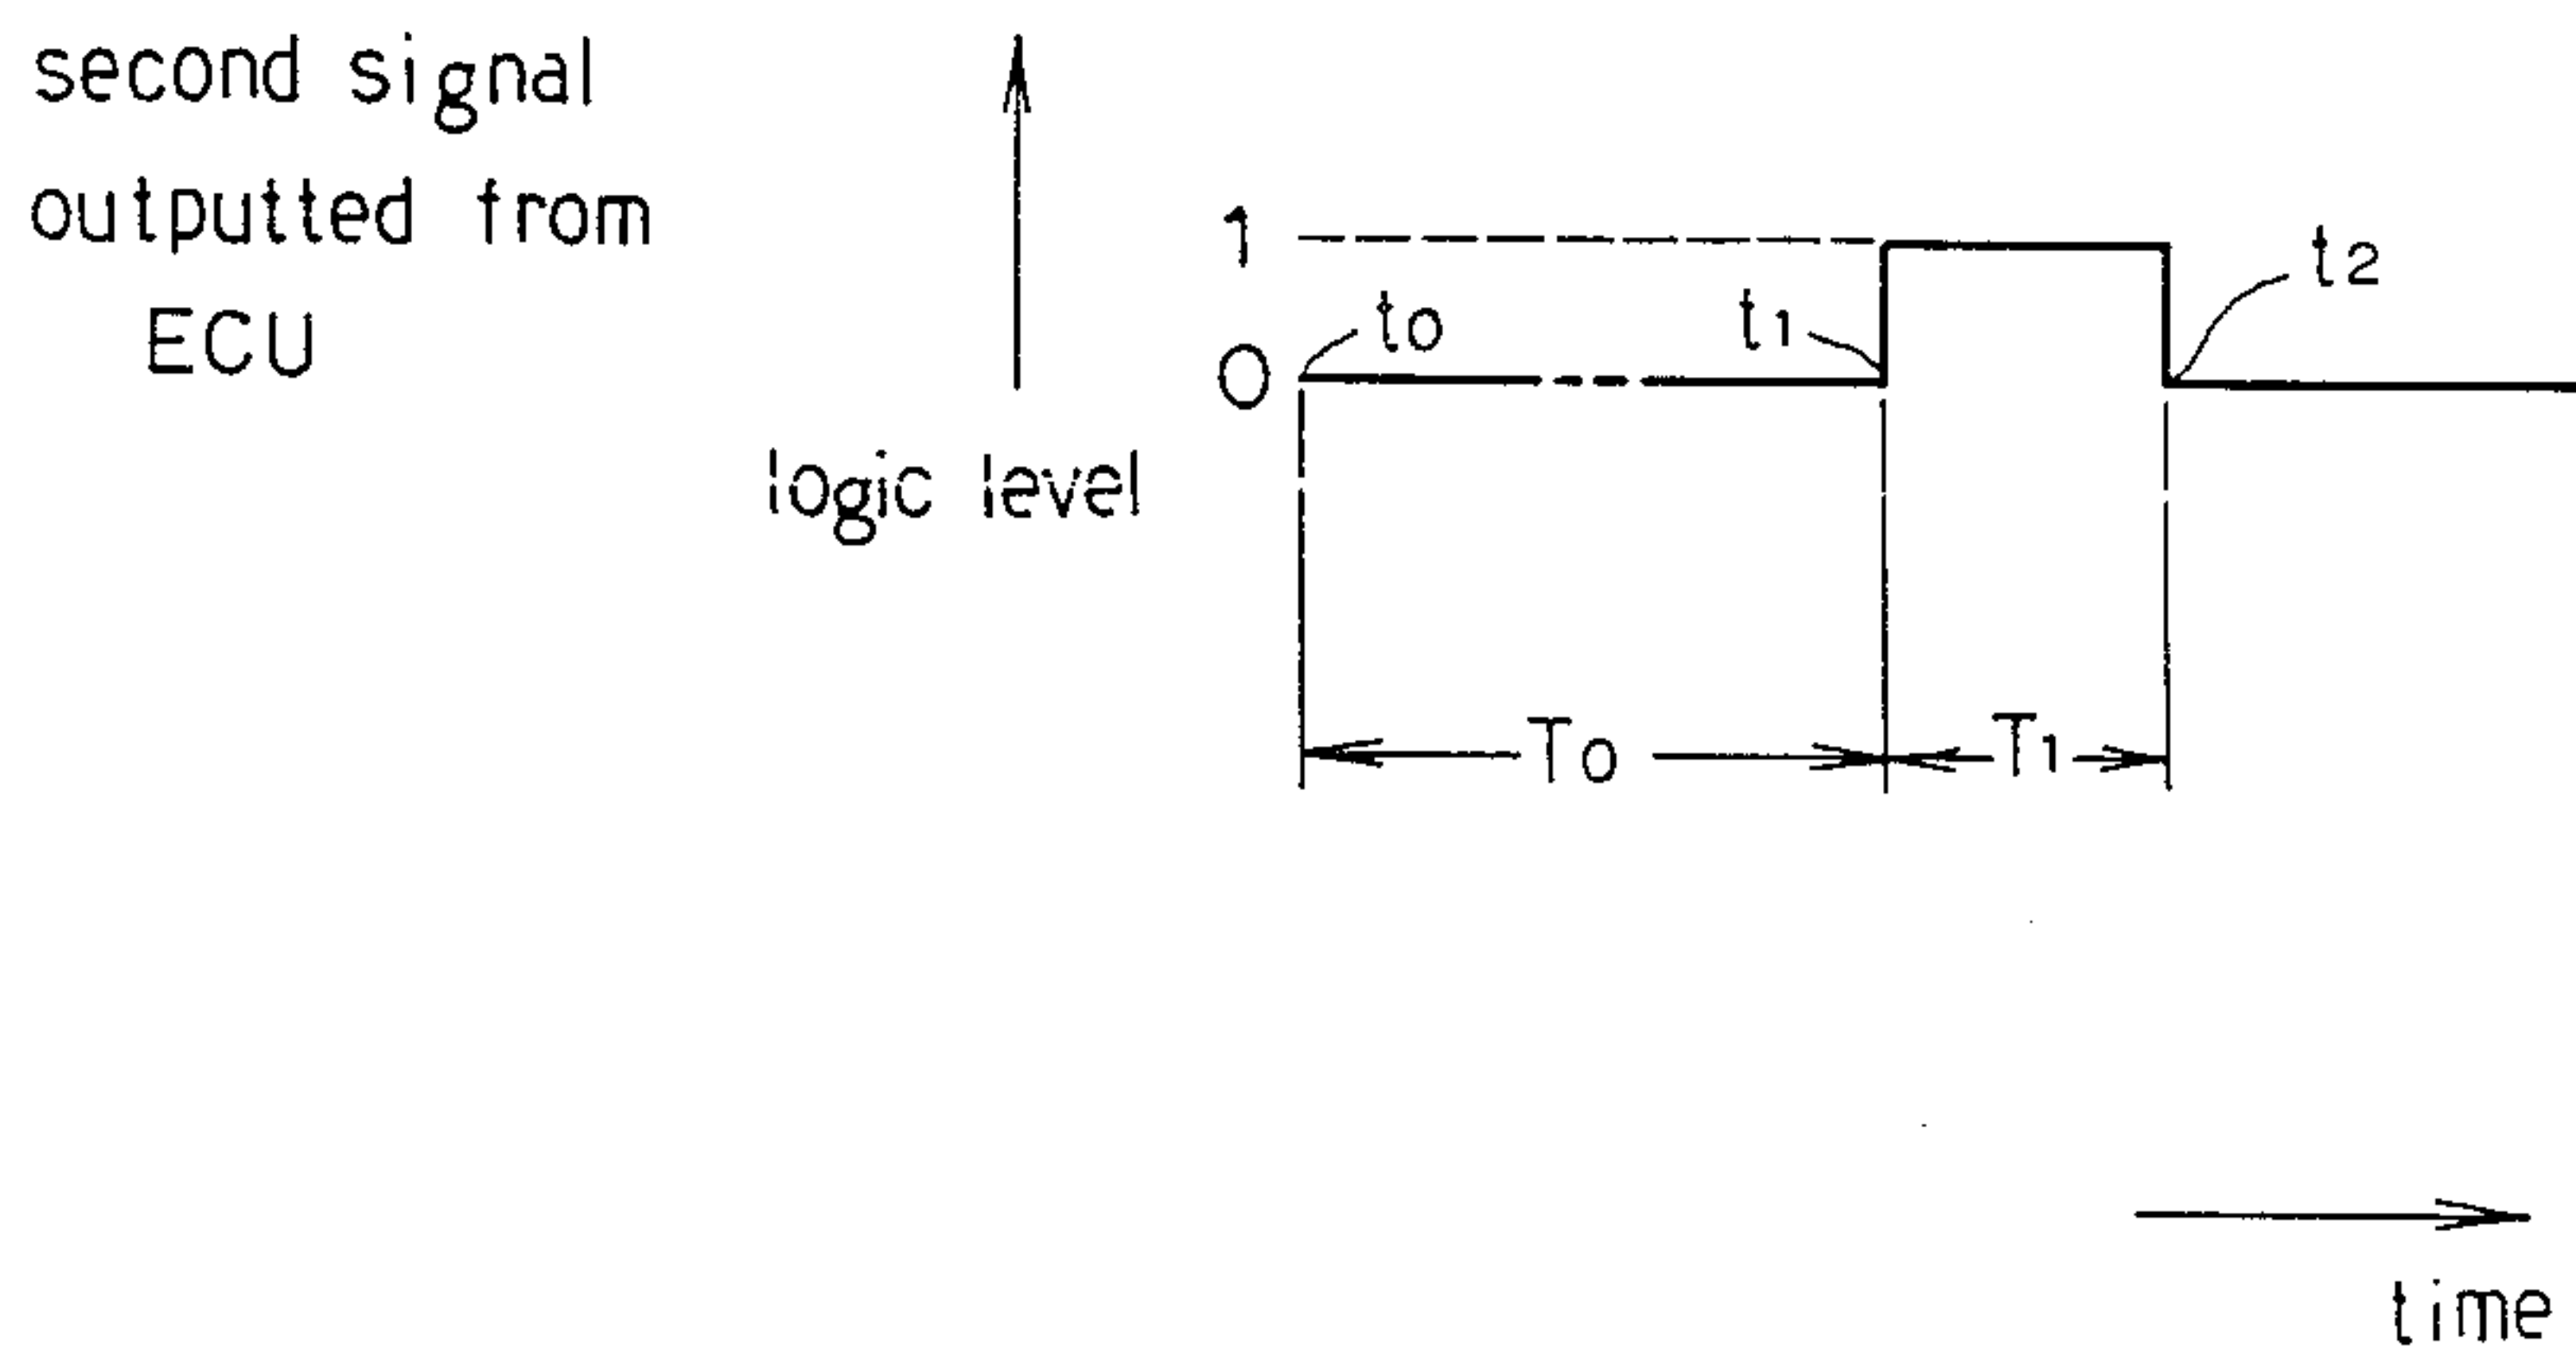 second signal
outputted from
ECU
logic level
1
0
t0
t1
t2
T0
T1
time